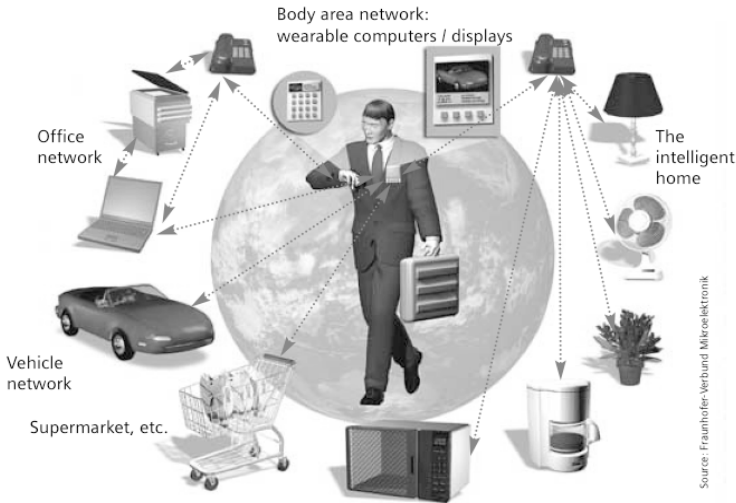 Body area network:
wearable computers / displays
Office
network
The
intelligent
home
Vehicle
network
Supermarket, etc.
Source: Fraunhofer-Verbund Mikroelektronik